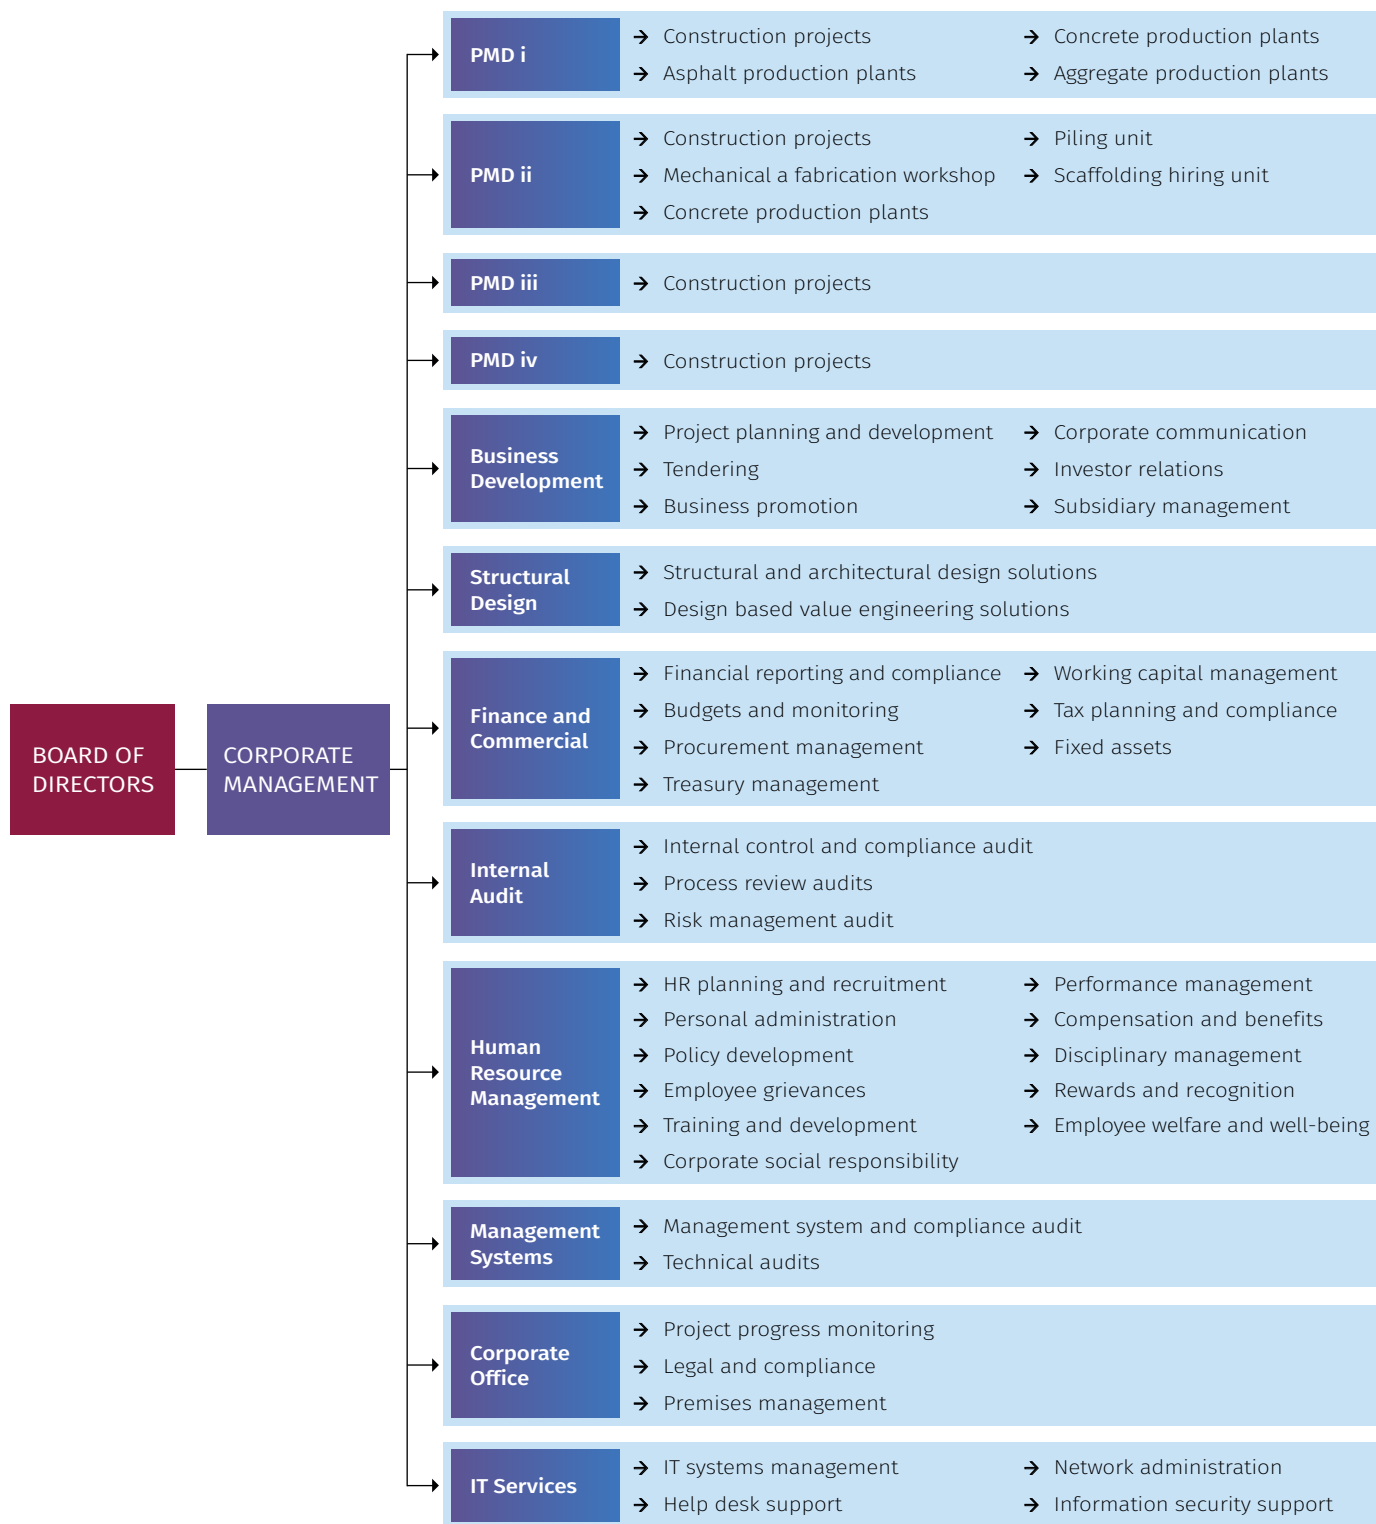 BOARD OF
DIRECTORS
CORPORATE
MANAGEMENT
PMD i
Construction projects
Asphalt production plants
Concrete production plants
Aggregate production plants
PMD ii
Construction projects
Mechanical a fabrication workshop
Concrete production plants
Piling unit
Scaffolding hiring unit
PMD iii
Construction projects
PMD iv
Construction projects
Business
Development
Project planning and development
Tendering
Business promotion
Corporate communication
Investor relations
Subsidiary management
Structural
Design
Structural and architectural design solutions
Design based value engineering solutions
Finance and
Commercial
Financial reporting and compliance
Budgets and monitoring
Procurement management
Treasury management
Working capital management
Tax planning and compliance
Fixed assets
Internal
Audit
Internal control and compliance audit
Process review audits
Risk management audit
Human
Resource
Management
HR planning and recruitment
Personal administration
Policy development
Employee grievances
Training and development
Corporate social responsibility
Performance management
Compensation and benefits
Disciplinary management
Rewards and recognition
Employee welfare and well-being
Management
Systems
Management system and compliance audit
Technical audits
Corporate
Office
Project progress monitoring
Legal and compliance
Premises management
IT Services
IT systems management
Help desk support
Network administration
Information security support